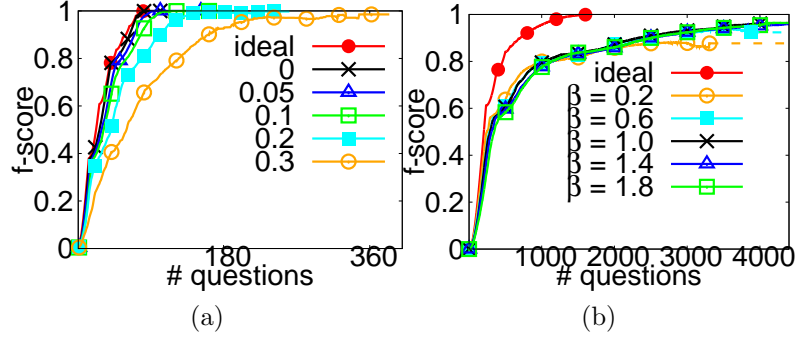 1
0.8
0.6
0.4
0.2
0
f-score
ideal
0
0.05
0.1
0.2
0.3
180
360
# questions
(a)
1
0.8
0.6
0.4
0.2
0
f-score
ideal
β = 0.2
β = 0.6
β = 1.0
β = 1.4
β = 1.8
1000 2000 3000 4000
# questions
(b)